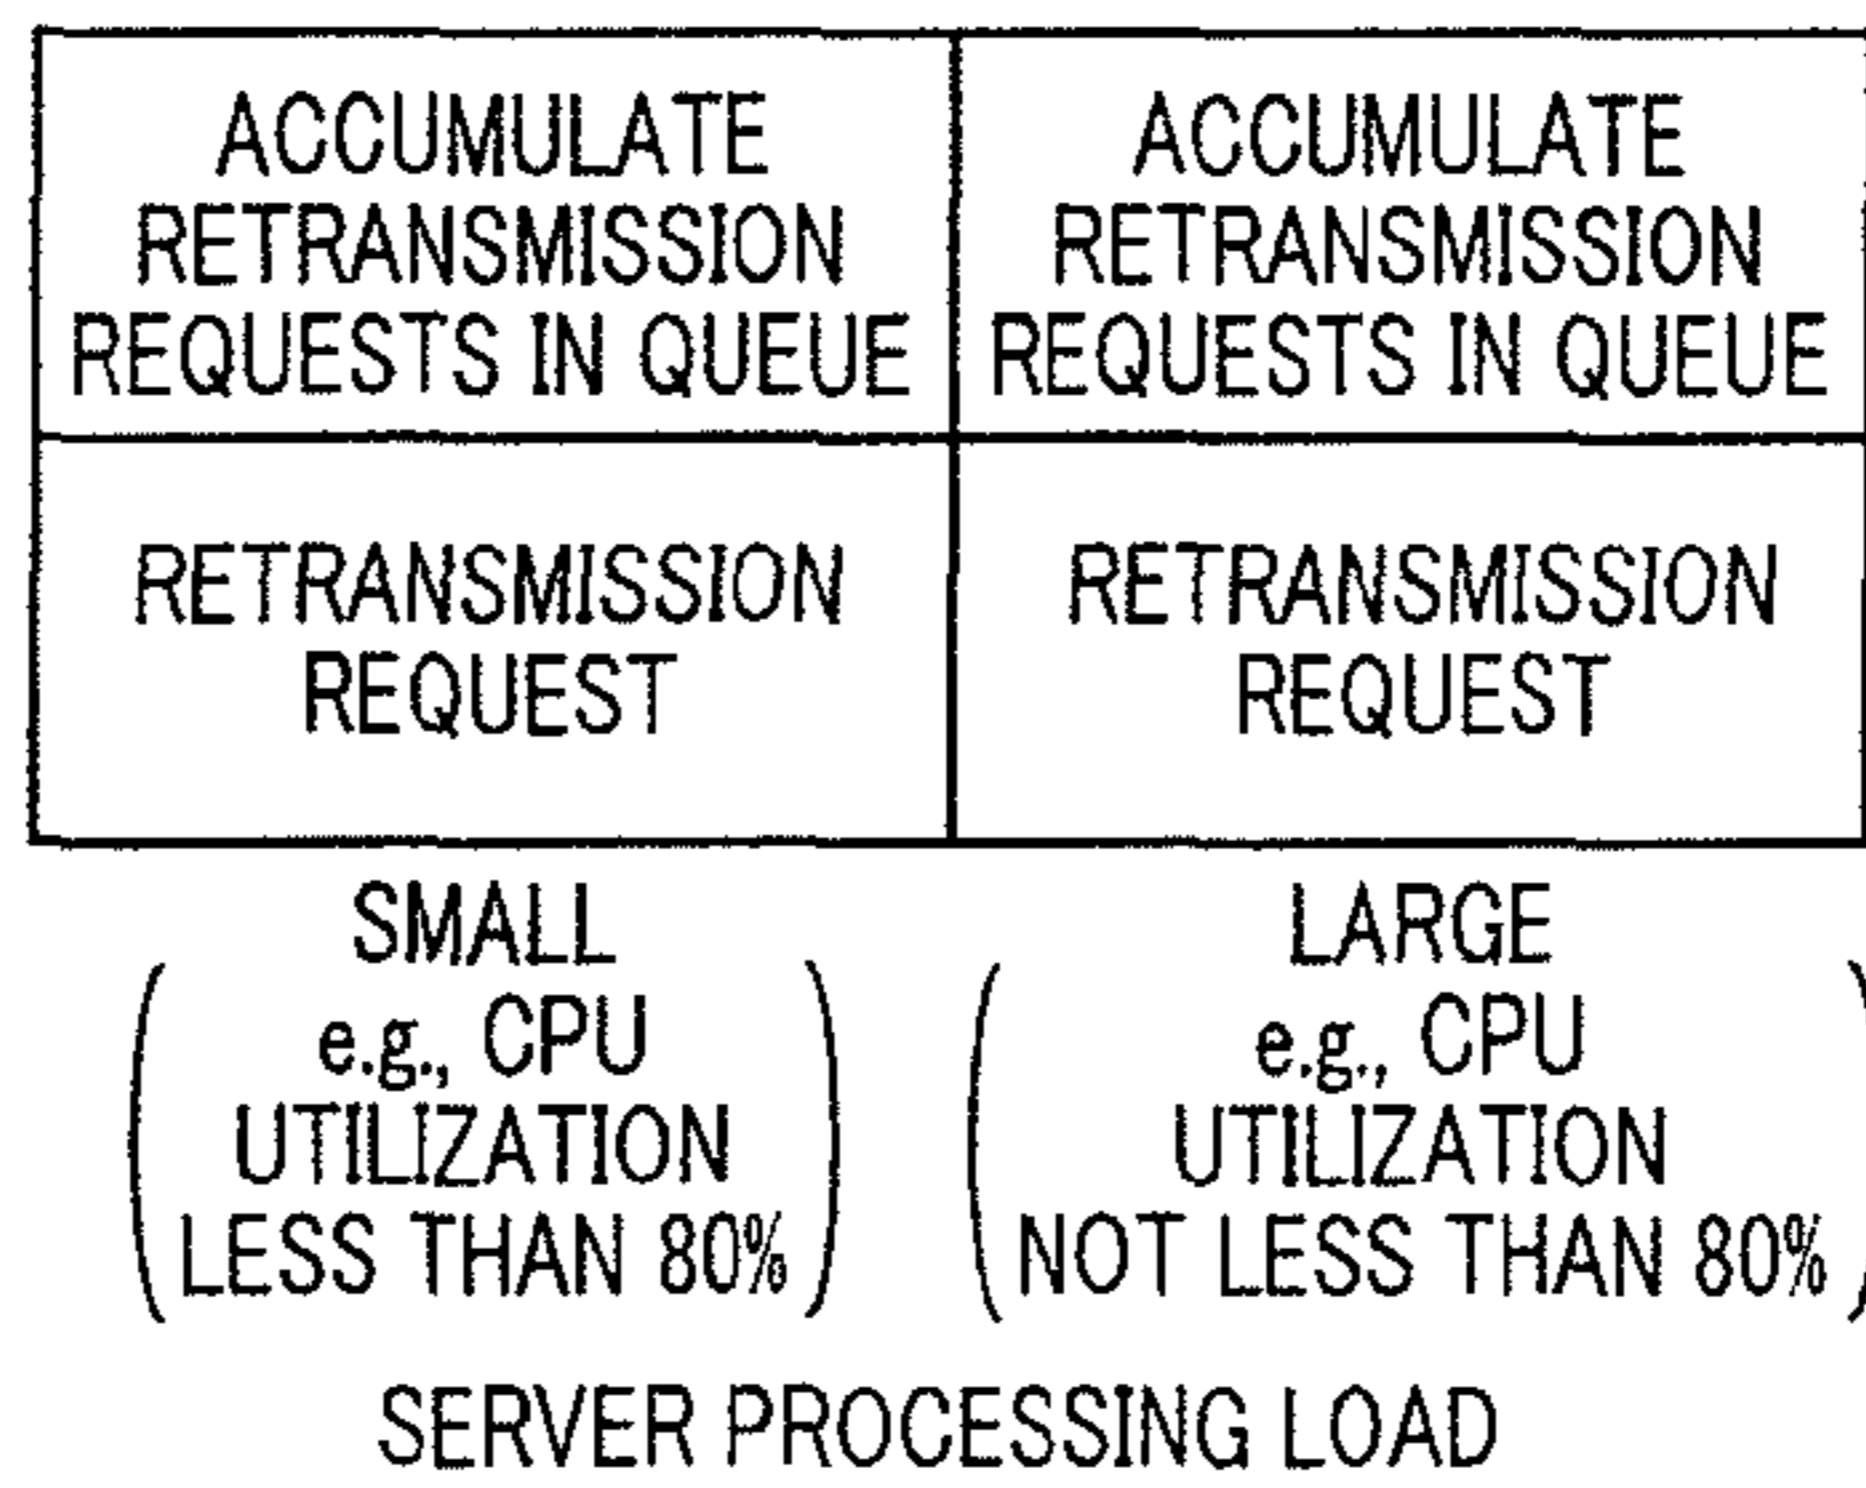 ACCUMULATE
RETRANSMISSION
REQUESTS IN QUEUE
ACCUMULATE
RETRANSMISSION
REQUESTS IN QUEUE
RETRANSMISSION
REQUEST
RETRANSMISSION
REQUEST
SMALL
(e.g., CPU
UTILIZATION
LESS THAN 80%)
LARGE
(e.g., CPU
UTILIZATION
NOT LESS THAN 80%)
SERVER PROCESSING LOAD